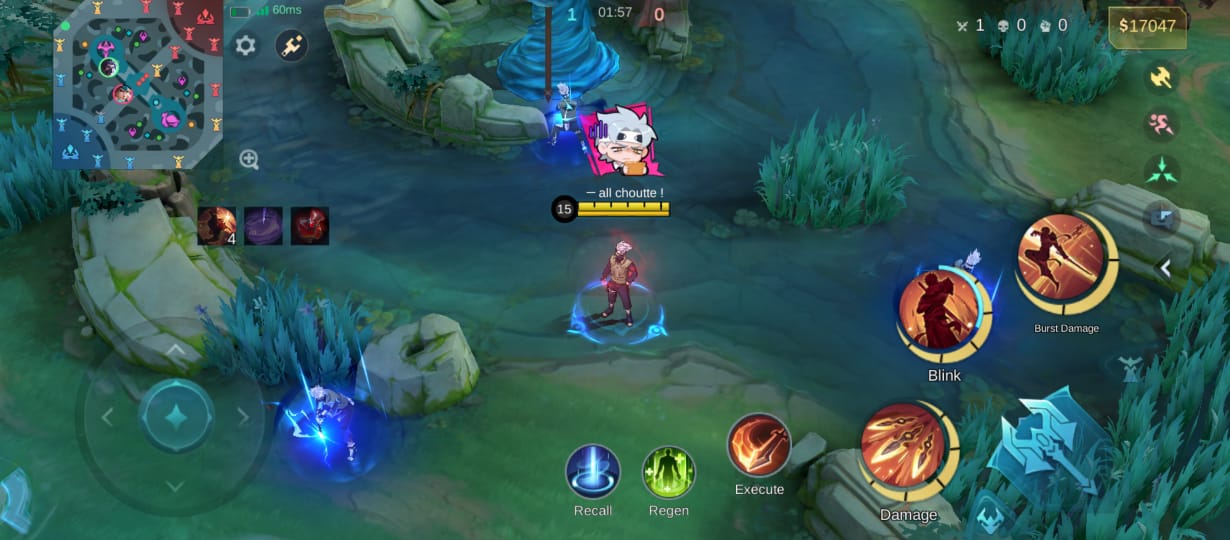 60ms
1 01:57 0
1 0 0
$17047
4
– all choutte !
15
Burst Damage
Blink
Execute
Damage
Recall
Regen